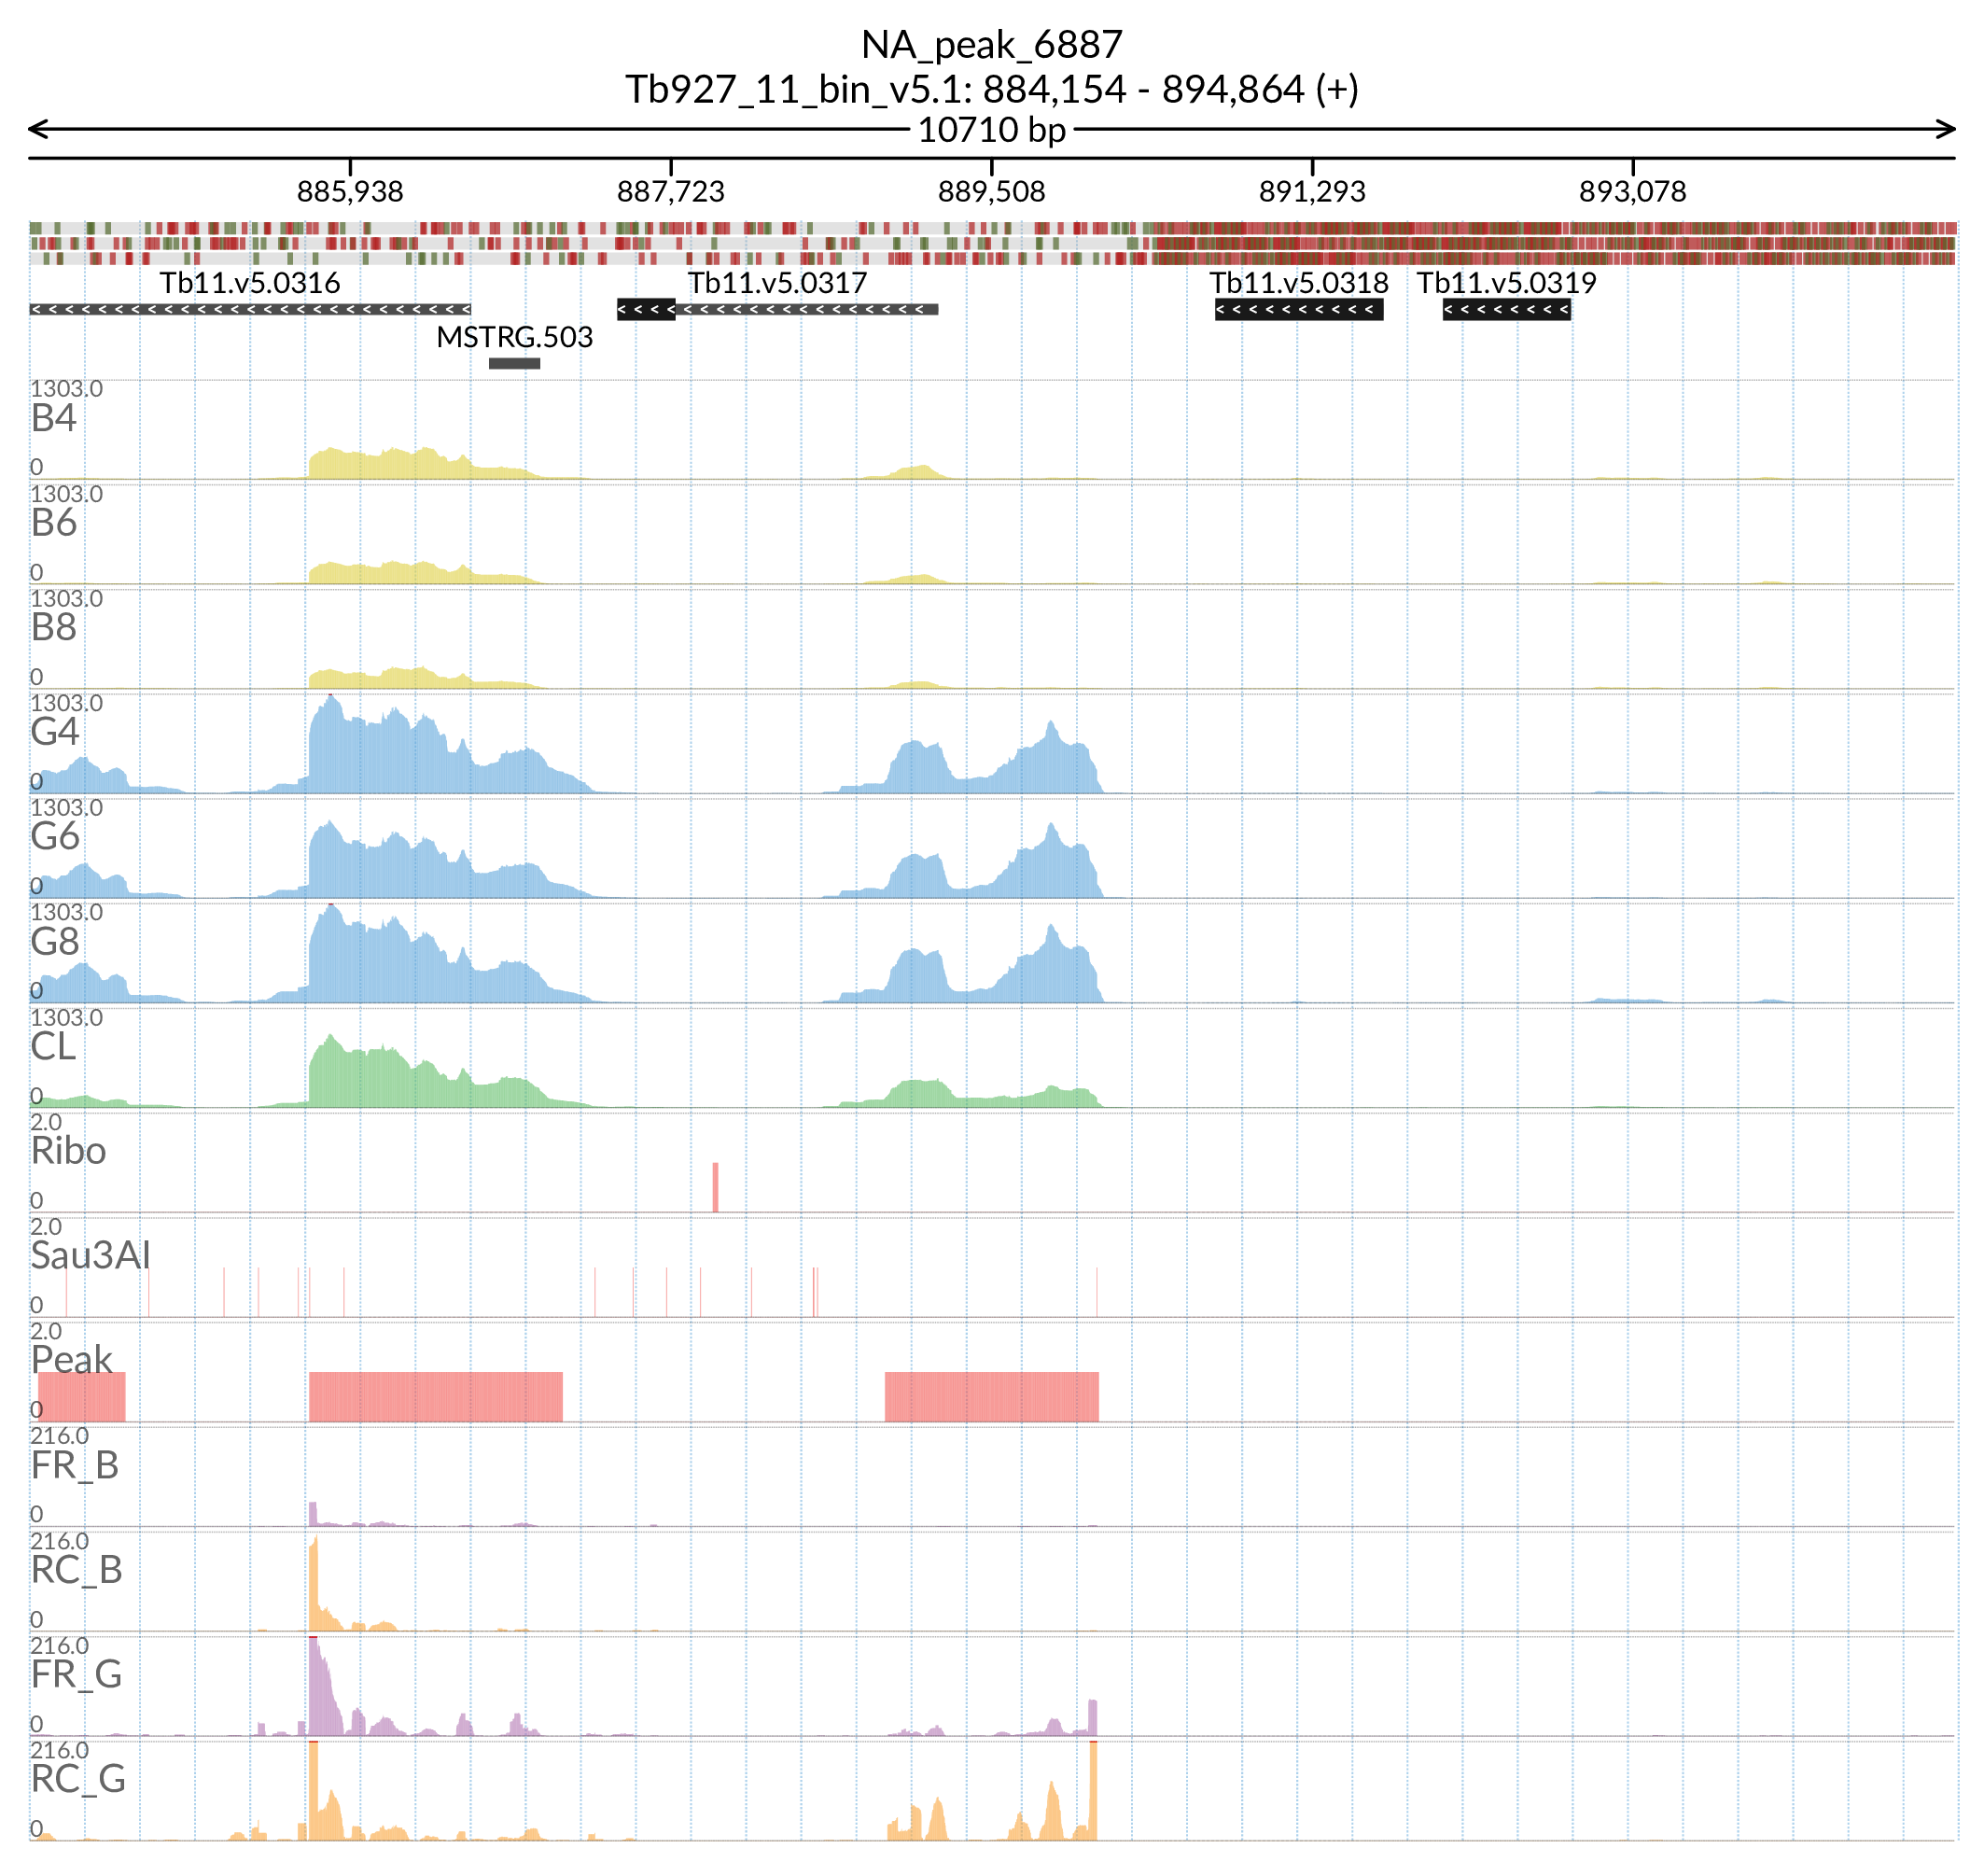 NA_peak_6887
Tb927_11_bin_v5.1: 884,154 - 894,864 (+)
10710 bp
885,938 887,723 889,508 891,293 893,078
Tb11.v5.0316 Tb11.v5.0317 Tb11.v5.0318 Tb11.v5.0319
MSTRG.503
1303.0
B4
0
1303.0
B6
0
1303.0
B8
0
1303.0
G4
0
1303.0
G6
0
1303.0
G8
0
1303.0
CL
0
2.0
Ribo
0
2.0
Sau3AI
0
2.0
Peak
0
216.0
FR_B
0
216.0
RC_B
0
216.0
FR_G
0
216.0
RC_G
0